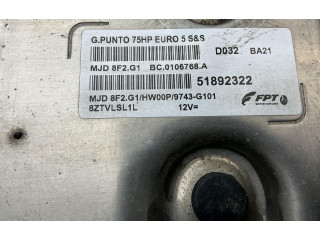 G.PUNTO 75HP EURO 5 S&S
D032 BA21
MJD 8F2.G1 BC.0106768.A
51892322
MJD 8F2.G1/HW00P/9743-G101
8ZTVLSL1L 12V=
FPT